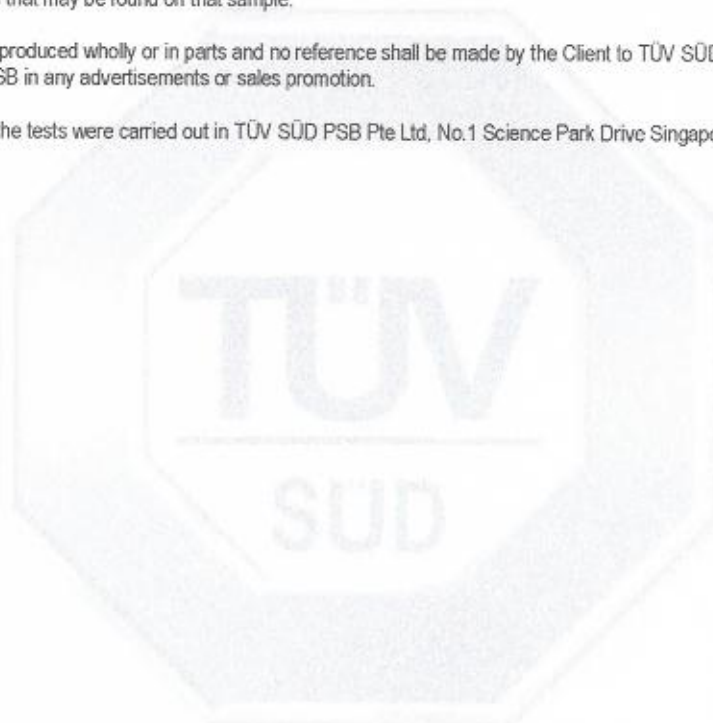 that may be found on that sample.
produced wholly or in parts and no reference shall be made by the Client to TÜV SÜD
SB in any advertisements or sales promotion.
the tests were carried out in TÜV SÜD PSB Pte Ltd, No.1 Science Park Drive Singap
TÜV
SÜD